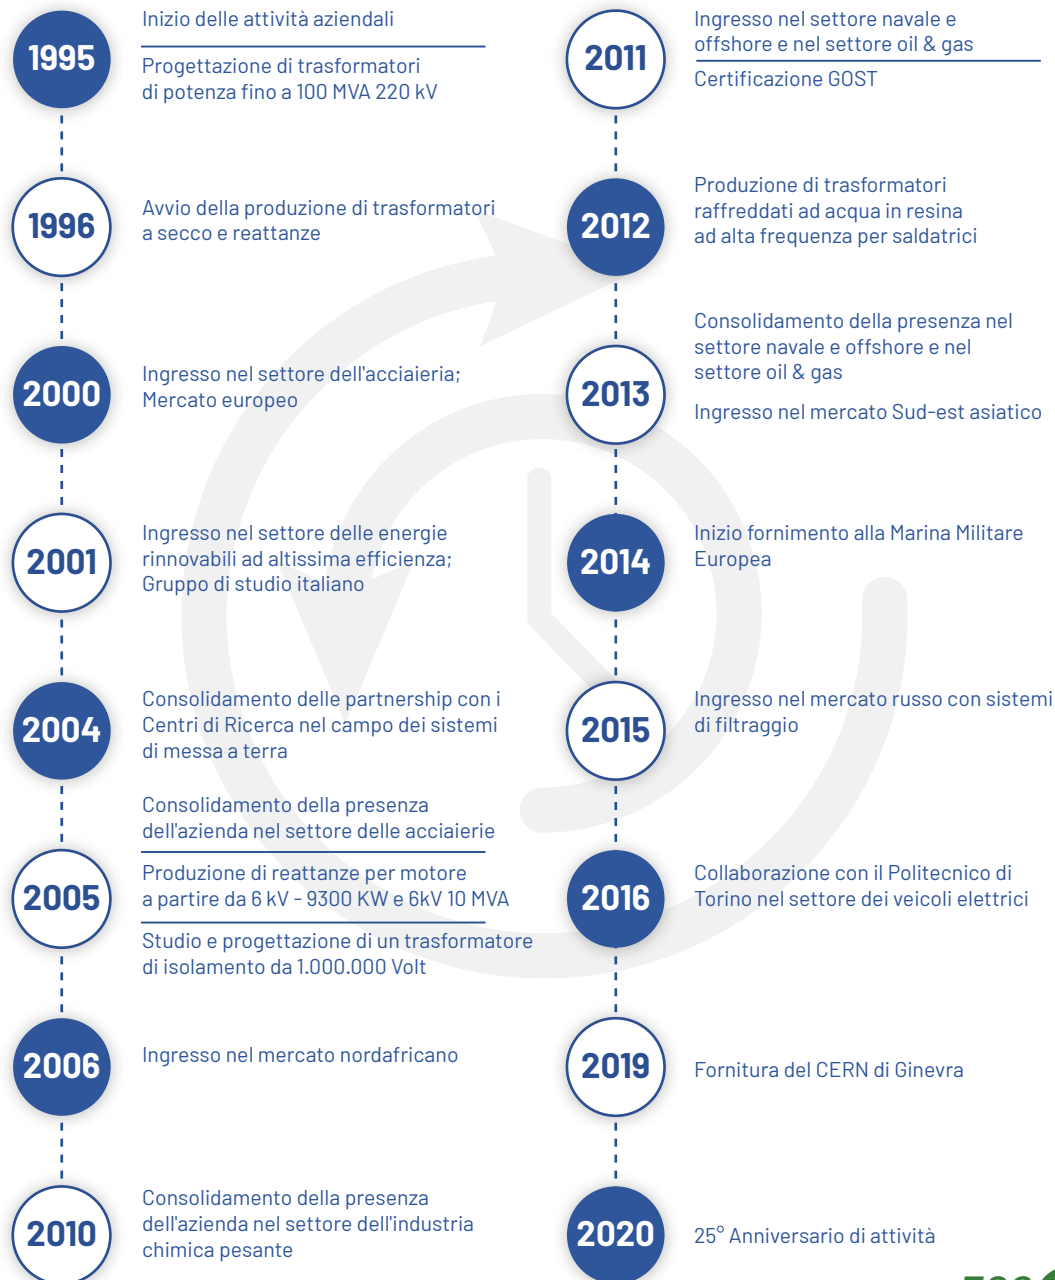 1995
Inizio delle attività aziendali
Progettazione di trasformatori
di potenza fino a 100 MVA 220 kV
1996
Avvio della produzione di trasformatori
a secco e reattanze
2000
Ingresso nel settore dell'acciaieria;
Mercato europeo
2001
Ingresso nel settore delle energie
rinnovabili ad altissima efficienza;
Gruppo di studio italiano
2004
Consolidamento delle partnership con i
Centri di Ricerca nel campo dei sistemi
di messa a terra
2005
Consolidamento della presenza
dell'azienda nel settore delle acciaierie
Produzione di reattanze per motore
a partire da 6 kV - 9300 KW e 6kV 10 MVA
Studio e progettazione di un trasformatore
di isolamento da 1.000.000 Volt
2006
Ingresso nel mercato nordafricano
2010
Consolidamento della presenza
dell'azienda nel settore dell'industria
chimica pesante
2011
Ingresso nel settore navale e
offshore e nel settore oil & gas
Certificazione GOST
2012
Produzione di trasformatori
raffreddati ad acqua in resina
ad alta frequenza per saldatrici
2013
Consolidamento della presenza nel
settore navale e offshore e nel
settore oil & gas
Ingresso nel mercato Sud-est asiatico
2014
Inizio fornimento alla Marina Militare
Europea
2015
Ingresso nel mercato russo con sistemi
di filtraggio
2016
Collaborazione con il Politecnico di
Torino nel settore dei veicoli elettrici
2019
Fornitura del CERN di Ginevra
2020
25° Anniversario di attività